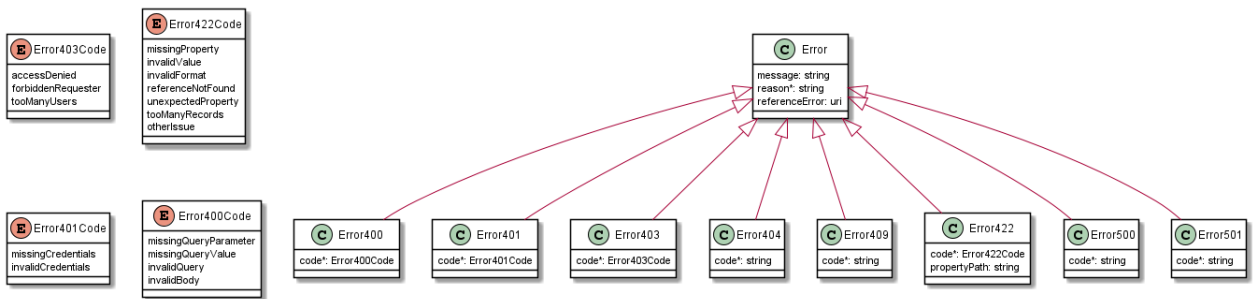 E Error403Code
accessDenied
forbiddenRequester
tooManyUsers
E Error422Code
missingProperty
invalidValue
invalidFormat
referenceNotFound
unexpectedProperty
tooManyRecords
otherIssue
C Error
message: string
reason*: string
referenceError: uri
E Error401Code
missingCredentials
invalidCredentials
E Error400Code
missingQueryParameter
missingQueryValue
invalidQuery
invalidBody
C Error400
code*: Error400Code
C Error401
code*: Error401Code
C Error403
code*: Error403Code
C Error404
code*: string
C Error409
code*: string
C Error422
code*: Error422Code
propertyPath: string
C Error500
code*: string
C Error501
code*: string